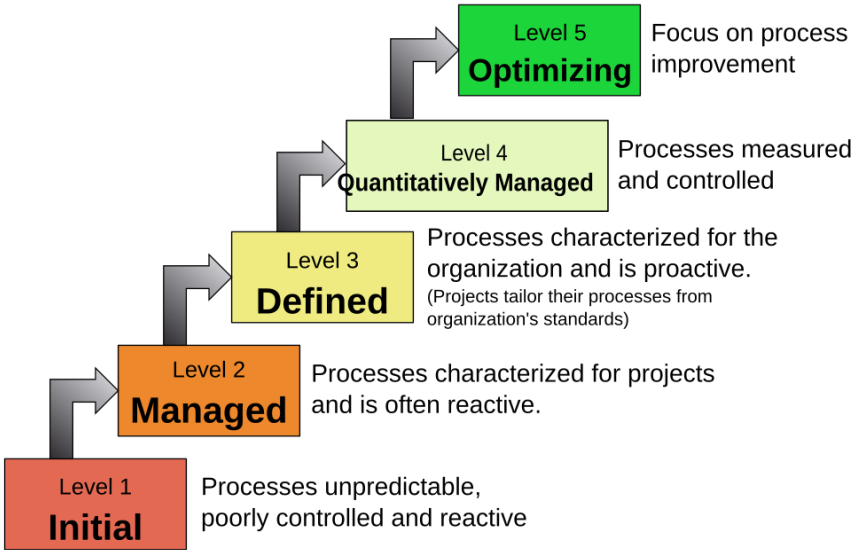 Level 5
Optimizing
Focus on process
improvement
Level 4
Quantitatively Managed
Processes measured
and controlled
Level 3
Defined
Processes characterized for the
organization and is proactive.
(Projects tailor their processes from
organization's standards)
Level 2
Managed
Processes characterized for projects
and is often reactive.
Level 1
Initial
Processes unpredictable,
poorly controlled and reactive